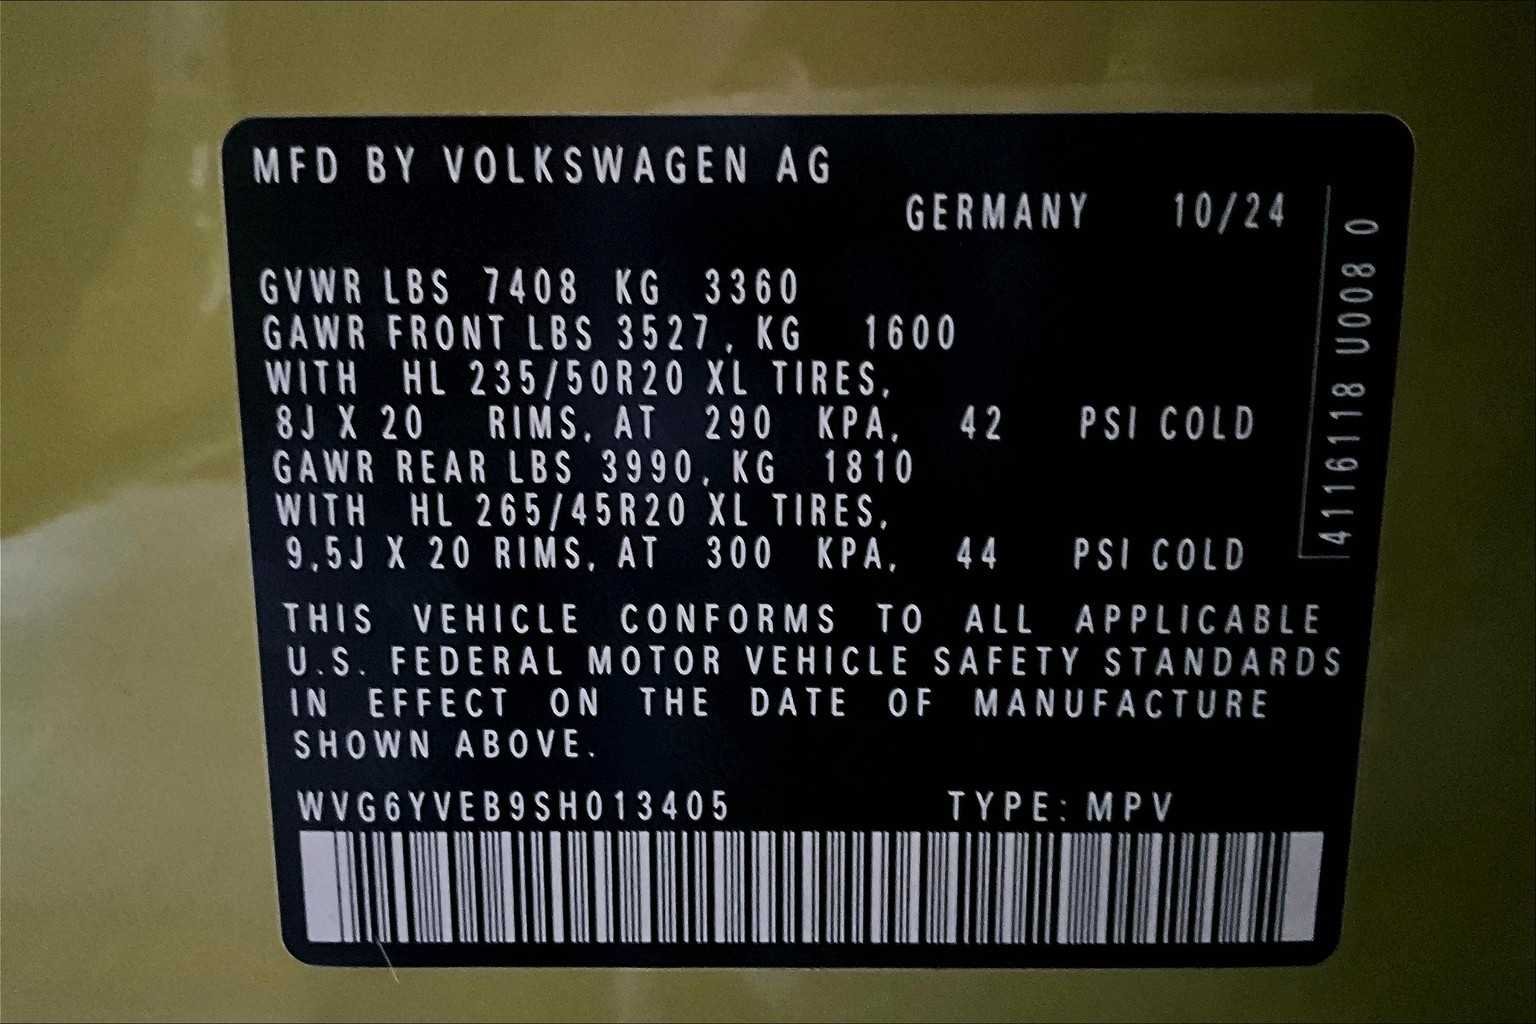 MFD BY VOLKSWAGEN AG
GERMANY 10/24
GVWR LBS 7408 KG 3360
GAWR FRONT LBS 3527, KG 1600
WITH HL 235/50R20 XL TIRES,
8J X 20 RIMS, AT 290 KPA, 42 PSI COLD
GAWR REAR LBS 3990, KG 1810
WITH HL 265/45R20 XL TIRES,
9,5J X 20 RIMS, AT 300 KPA, 44 PSI COLD
THIS VEHICLE CONFORMS TO ALL APPLICABLE
U.S. FEDERAL MOTOR VEHICLE SAFETY STANDARDS
IN EFFECT ON THE DATE OF MANUFACTURE
SHOWN ABOVE.
WVG6YVEB9SH013405 TYPE: MPV
4116118 U008 0